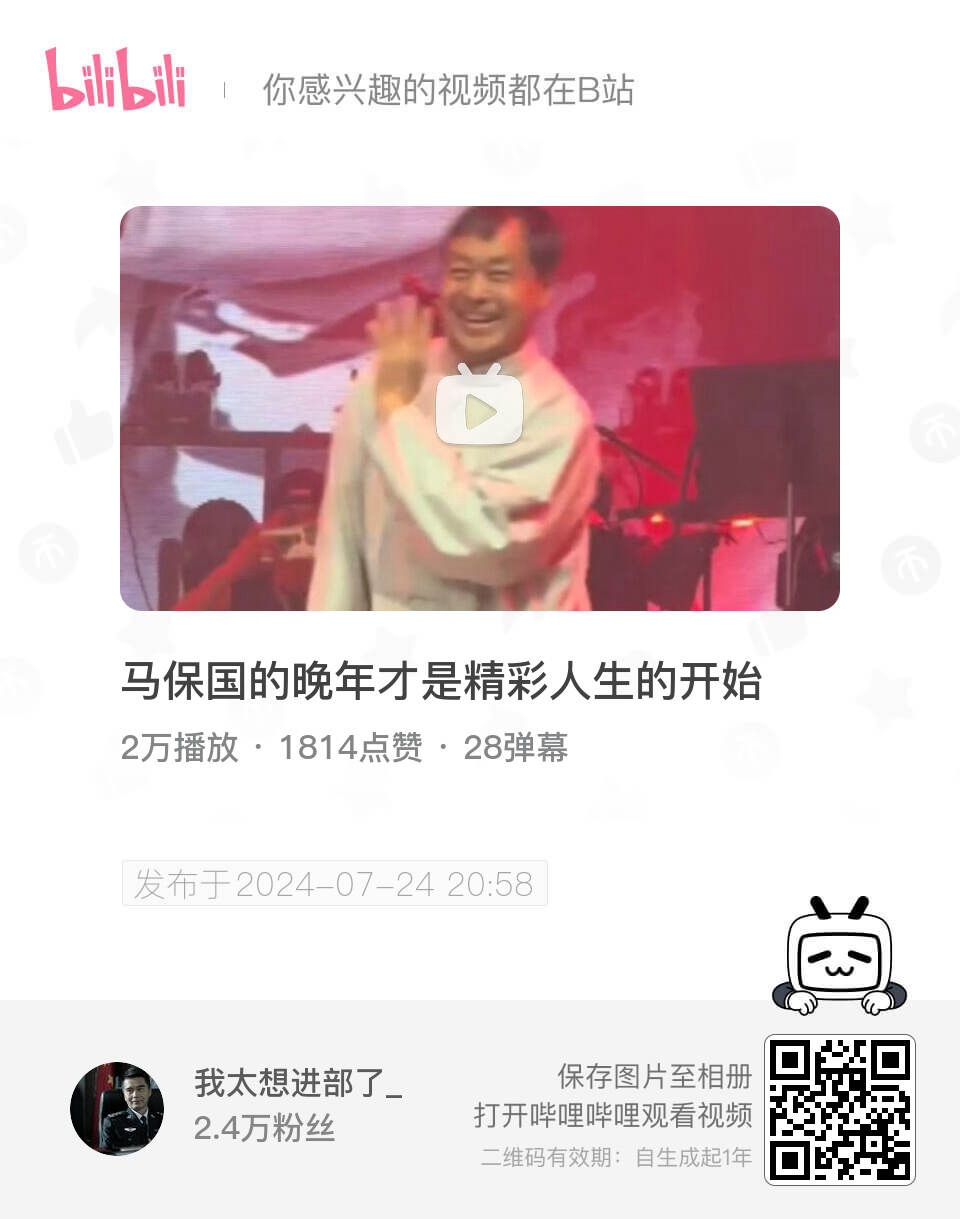 bilibili
你感兴趣的视频都在B站
马保国的晚年才是精彩人生的开始
2万播放 · 1814点赞 · 28弹幕
发布于2024-07-24 20:58
我太想进部了_
2.4万粉丝
保存图片至相册
打开哔哩哔哩观看视频
二维码有效期：自生成起1年